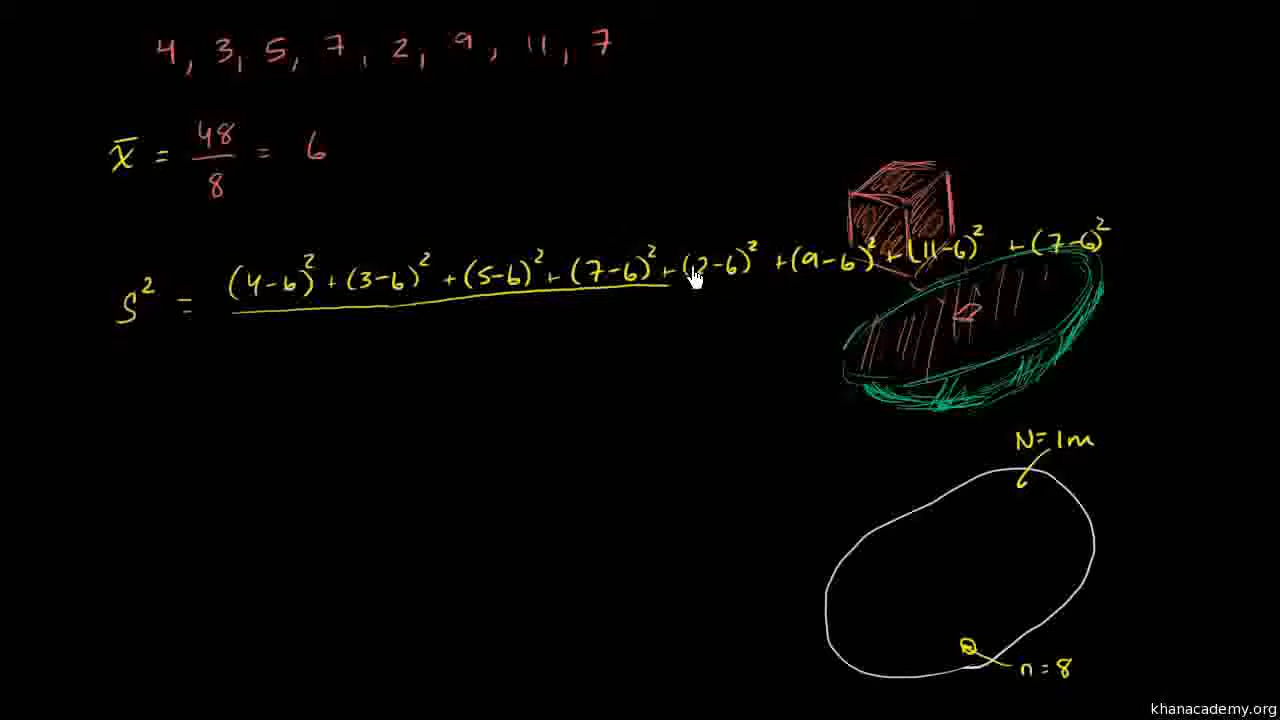 4, 3, 5, 7, 2, 9, 11, 7
x̄ = 48/8 = 6
S² = (4-6)² + (3-6)² + (5-6)² + (7-6)² + (2-6)² + (9-6)² + (11-6)² + (7-6)²
N = 1m
n = 8
khanacademy.org